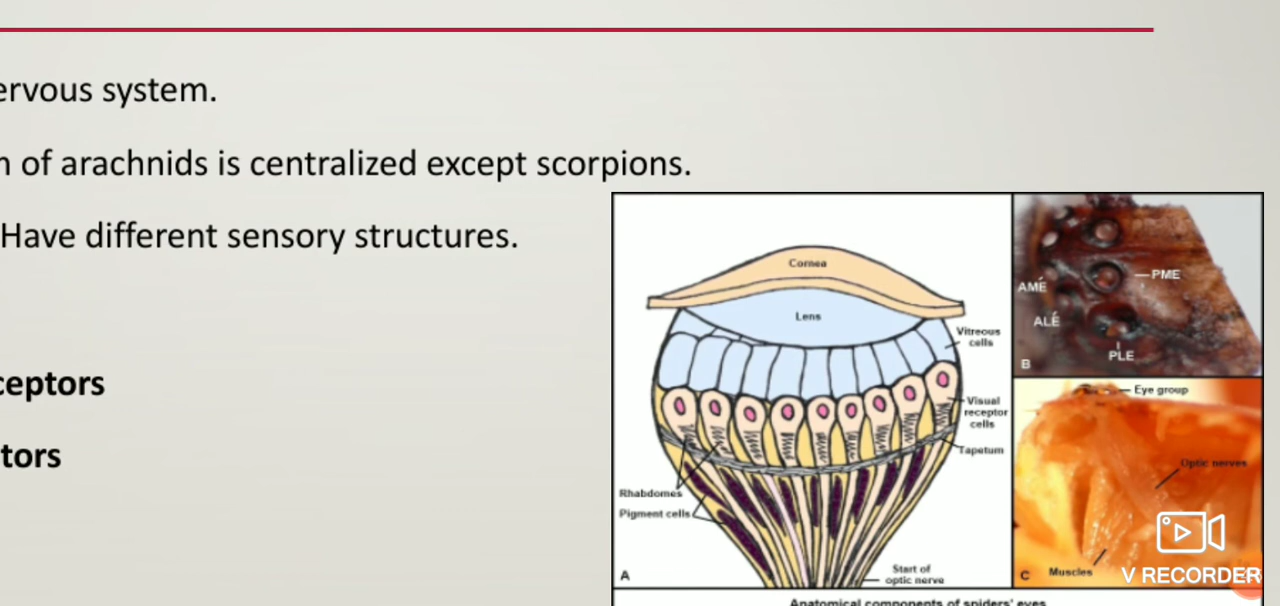 ervous system.
of arachnids is centralized except scorpions.
Have different sensory structures.
ceptors
tors
Cornea
Lens
Vitreous
cells
Visual
receptor
cells
Tapetum
Rhabdomes
Pigment cells
Start of
optic nerve
A
AME
ALE
PME
PLE
B
Eye group
Optic nerves
Muscles
C
V RECORDER
Anatomical components of spiders' eyes